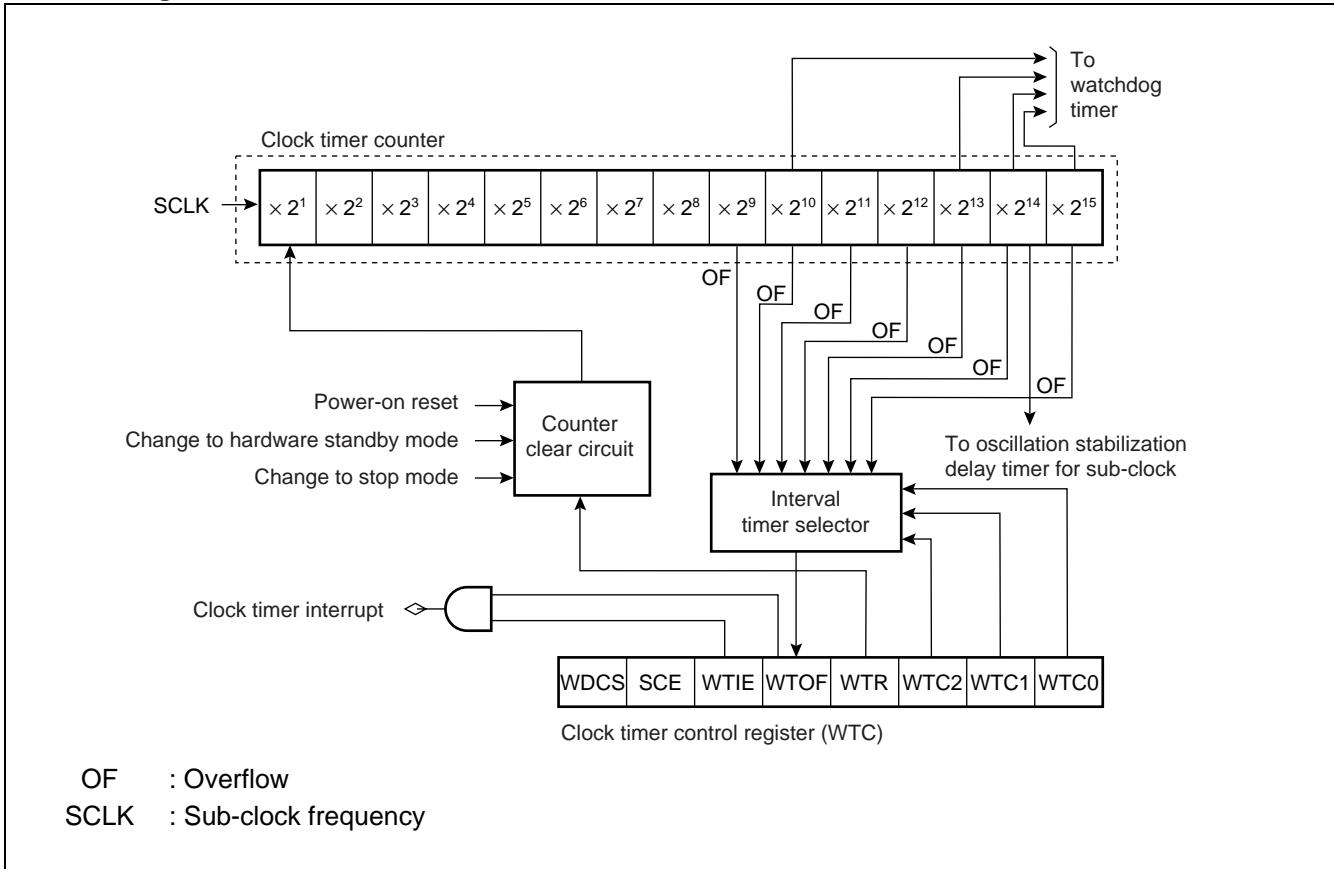 To
watchdog
timer
Clock timer counter
SCLK
× 2¹ × 2² × 2³ × 2⁴ × 2⁵ × 2⁶ × 2⁷ × 2⁸ × 2⁹ × 2¹⁰ × 2¹¹ × 2¹² × 2¹³ × 2¹⁴ × 2¹⁵
OF
OF
OF
OF
OF
OF
OF
Power-on reset
Change to hardware standby mode
Change to stop mode
Counter
clear circuit
To oscillation stabilization
delay timer for sub-clock
Interval
timer selector
Clock timer interrupt
WDCS SCE WTIE WTOF WTR WTC2 WTC1 WTC0
Clock timer control register (WTC)
OF : Overflow
SCLK : Sub-clock frequency